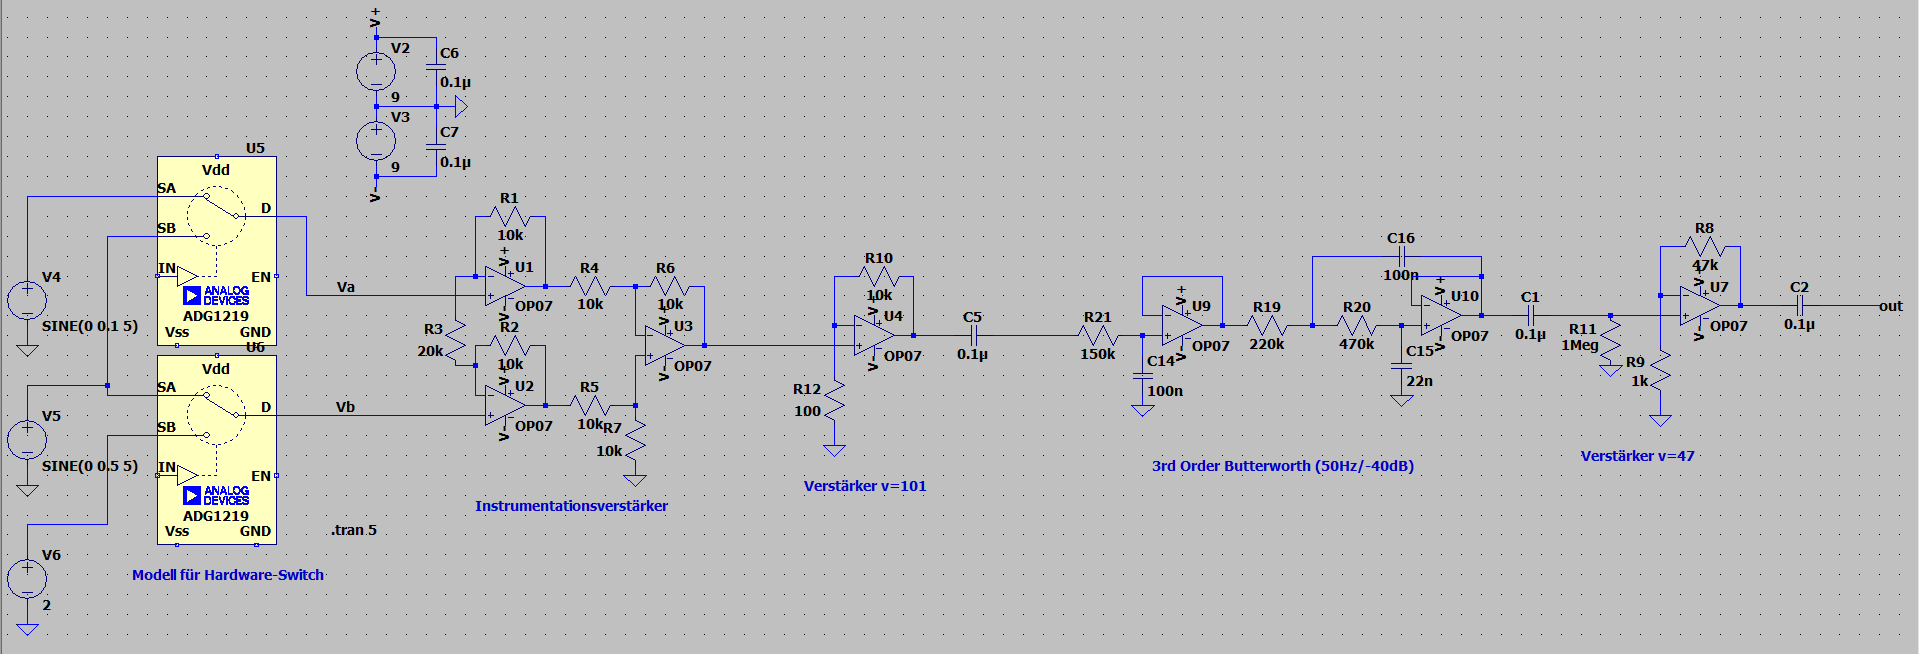 V+
V2
9
C6
0.1µ
V3
9
C7
0.1µ
V-
U5
Vdd
SA
SB
D
IN
EN
ANALOG
DEVICES
ADG1219
Vss
GND
U6
Vdd
SA
SB
D
IN
EN
ANALOG
DEVICES
ADG1219
Vss
GND
V4
SINE(0 0.1 5)
V5
SINE(0 0.5 5)
V6
2
Modell für Hardware-Switch
.tran 5
Va
Vb
R1
10k
V+
U1
OP07
V-
R3
20k
R2
10k
V+
U2
OP07
V-
R4
10k
R5
10k
R6
10k
V+
U3
OP07
V-
R7
10k
Instrumentationsverstärker
R10
10k
V+
U4
OP07
V-
R12
100
Verstärker v=101
C5
0.1µ
R21
150k
C14
100n
V+
U9
OP07
V-
R19
220k
R20
470k
C16
100n
V+
U10
OP07
V-
C15
22n
3rd Order Butterworth (50Hz/-40dB)
C1
0.1µ
R11
1Meg
R8
47k
V+
U7
OP07
V-
R9
1k
Verstärker v=47
C2
0.1µ
out